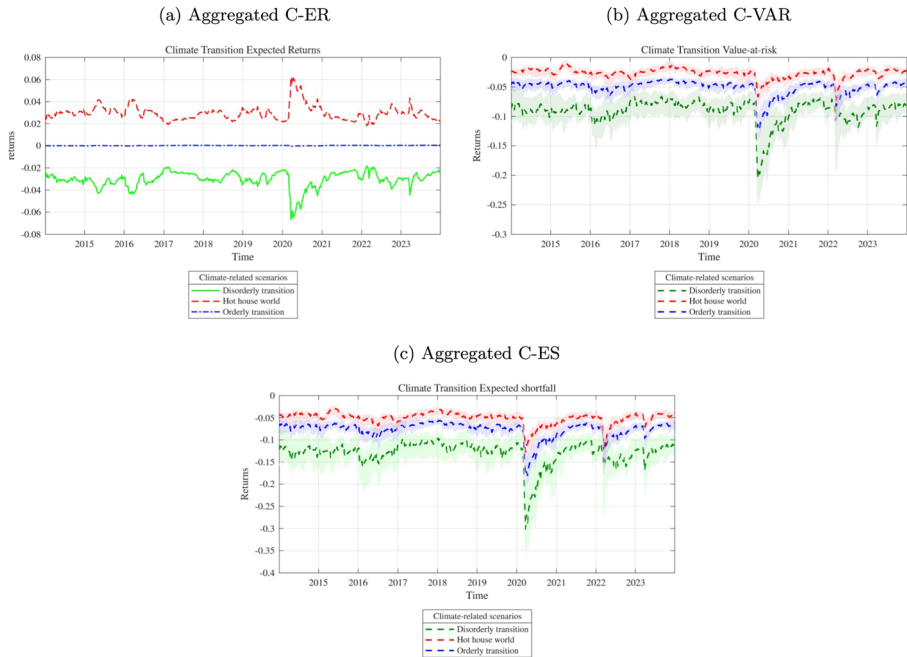 (a) Aggregated C-ER
Climate Transition Expected Returns
0.08
0.06
0.04
0.02
0
-0.02
-0.04
-0.06
-0.08
returns
2015 2016 2017 2018 2019 2020 2021 2022 2023
Time
Climate-related scenarios
Disorderly transition
Hot house world
Orderly transition
(b) Aggregated C-VAR
Climate Transition Value-at-risk
0
-0.05
-0.1
-0.15
-0.2
-0.25
-0.3
Returns
2015 2016 2017 2018 2019 2020 2021 2022 2023
Time
Climate-related scenarios
Disorderly transition
Hot house world
Orderly transition
(c) Aggregated C-ES
Climate Transition Expected shortfall
0
-0.05
-0.1
-0.15
-0.2
-0.25
-0.3
-0.35
-0.4
Returns
2015 2016 2017 2018 2019 2020 2021 2022 2023
Time
Climate-related scenarios
Disorderly transition
Hot house world
Orderly transition